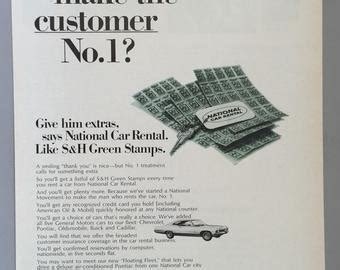 make the
customer
No.1?
NATIONAL
CAR RENTAL
Give him extras,
says National Car Rental.
Like S&H Green Stamps.
A smiling "thank you" is nice—but No. 1 treatment
calls for something extra.
So you'll get a fistful of S&H Green Stamps every time
you rent a car from National Car Rental.
And you'll get plenty more. Because we've started a National
Movement to make the man who rents the car, No. 1.
You'll get any recognized credit card you hold (including
American Oil & Mobil) quickly honored at any National counter.
You'll get a choice of cars that's really a choice. We've added
all five General Motors cars to our fleet: Chevrolet,
Pontiac, Oldsmobile, Buick and Cadillac.
You will find that we offer the broadest
customer insurance coverage in the car rental business.
You'll get confirmed reservations by computer,
nationwide, in five seconds flat.
You may want to meet our new "Floating Fleet," that lets you
drive a deluxe air-conditioned Pontiac from one National Car city